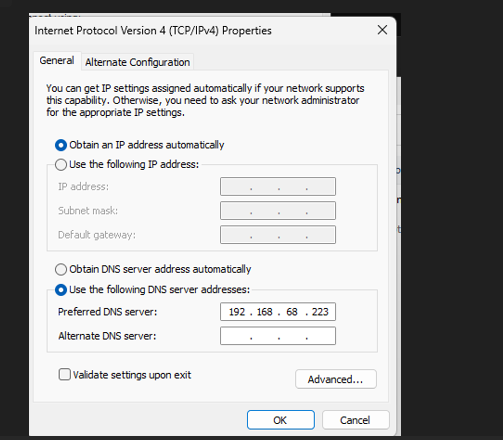 Internet Protocol Version 4 (TCP/IPv4) Properties
General
Alternate Configuration
You can get IP settings assigned automatically if your network supports
this capability. Otherwise, you need to ask your network administrator
for the appropriate IP settings.
Obtain an IP address automatically
Use the following IP address:
IP address:
. . .
Subnet mask:
. . .
Default gateway:
. . .
Obtain DNS server address automatically
Use the following DNS server addresses:
Preferred DNS server:
192 . 168 . 68 . 223
Alternate DNS server:
. . .
Validate settings upon exit
Advanced...
OK
Cancel